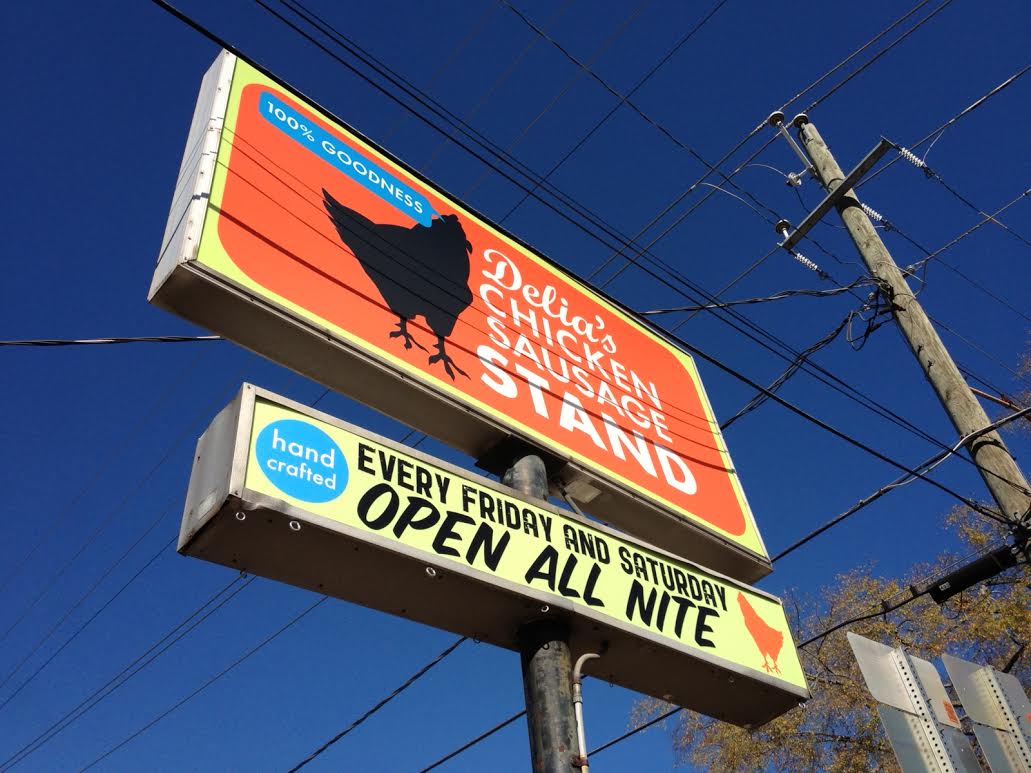 100% GOODNESS
Delia's
CHICKEN
SAUSAGE
STAND
hand
crafted
EVERY FRIDAY AND SATURDAY
OPEN ALL NITE